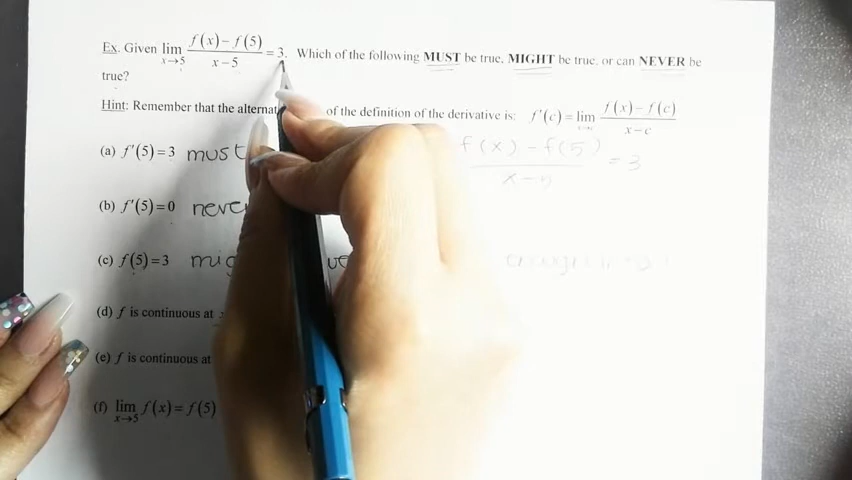 Ex. Given lim x→5 f(x)−f(5) / x−5 = 3. Which of the following MUST be true, MIGHT be true, or can NEVER be
true?
Hint: Remember that the alternat of the definition of the derivative is: f'(c) = lim f(x)−f(c) / x−c
(a) f'(5)=3 must f(x)−f(5) / x−5 = 3
(b) f'(5)=0 neve
(c) f(5)=3 mig
(d) f is continuous at
(e) f is continuous at
(f) lim x→5 f(x) = f(5)